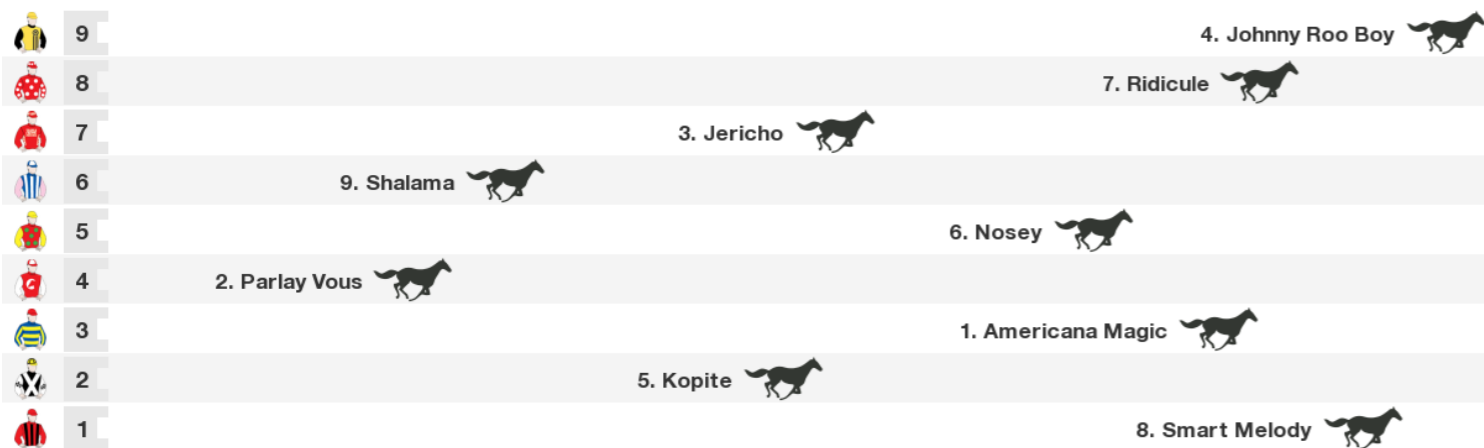 9 4. Johnny Roo Boy
8 7. Ridicule
7 3. Jericho
6 9. Shalama
5 6. Nosey
4 2. Parlay Vous
3 1. Americana Magic
2 5. Kopite
1 8. Smart Melody